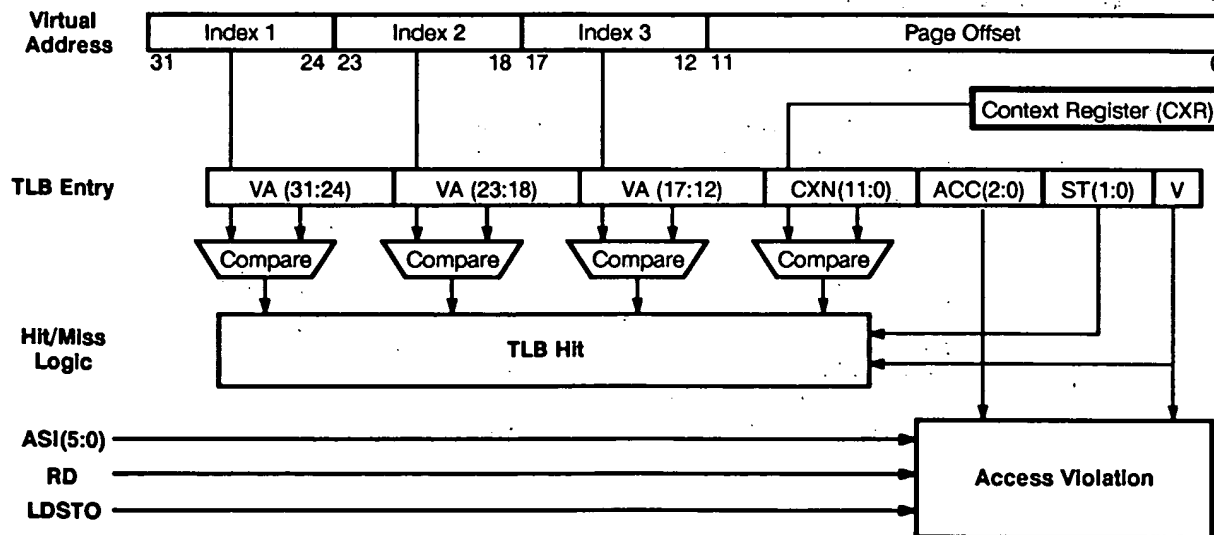 Virtual Address
Index 1 Index 2 Index 3 Page Offset
31 24 23 18 17 12 11
Context Register (CXR)
TLB Entry
VA (31:24) VA (23:18) VA (17:12) CXN(11:0) ACC(2:0) ST(1:0) V
Compare Compare Compare Compare
Hit/Miss Logic
TLB Hit
ASI(5:0)
RD
LDSTO
Access Violation